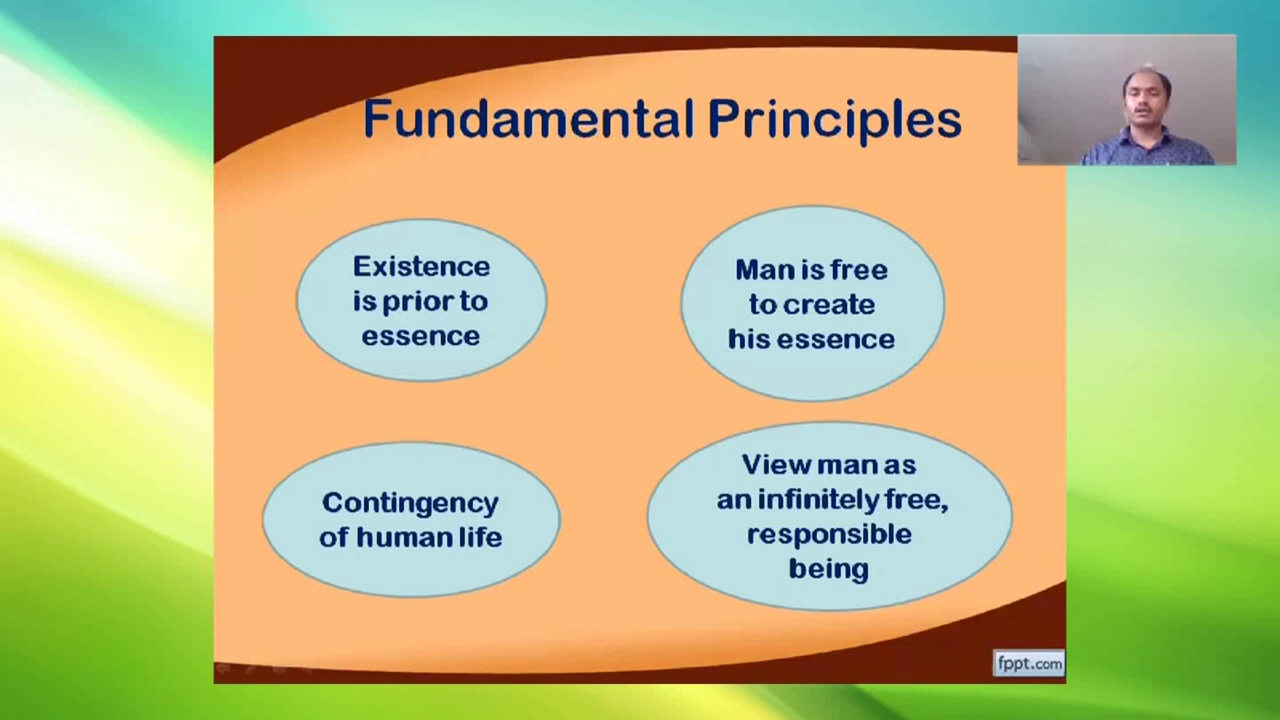 Fundamental Principles
Existence
is prior to
essence
Man is free
to create
his essence
Contingency
of human life
View man as
an infinitely free,
responsible
being
fppt.com